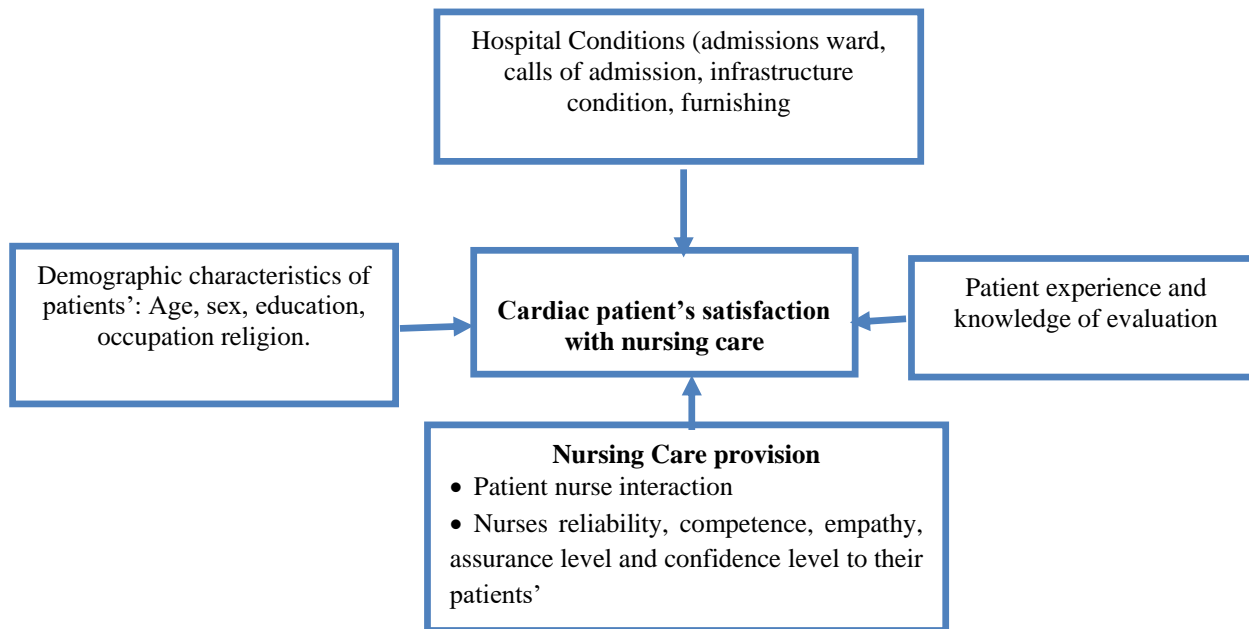 Hospital Conditions (admissions ward,
calls of admission, infrastructure
condition, furnishing
Demographic characteristics of
patients’: Age, sex, education,
occupation religion.
Cardiac patient’s satisfaction
with nursing care
Patient experience and
knowledge of evaluation
Nursing Care provision
• Patient nurse interaction
• Nurses reliability, competence, empathy,
assurance level and confidence level to their
patients’